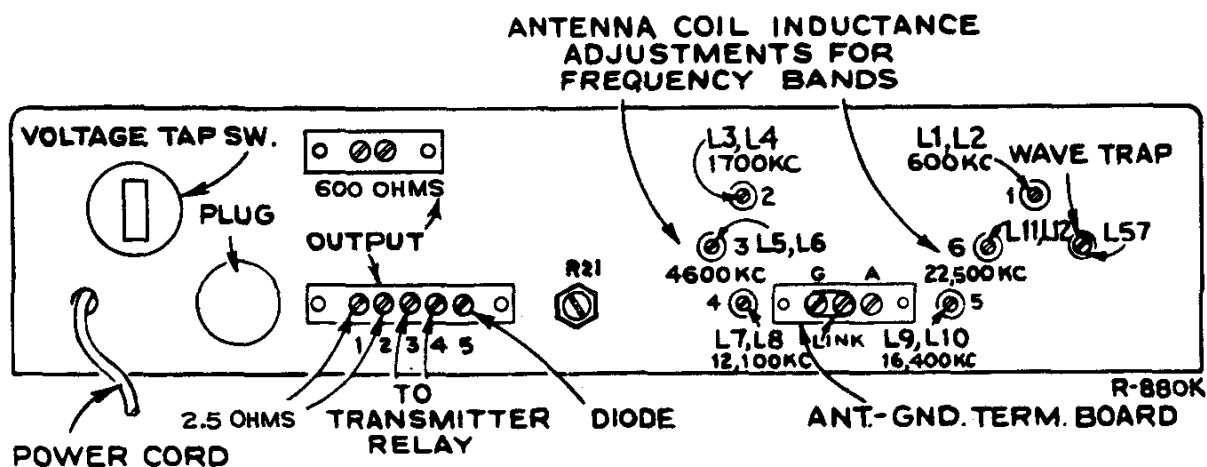 ANTENNA COIL INDUCTANCE
ADJUSTMENTS FOR
FREQUENCY BANDS
VOLTAGE TAP SW.
600 OHMS
PLUG
OUTPUT
L3, L4
1700KC
2
L1, L2
600KC
1
WAVE TRAP
3 L5, L6
4600KC
6
L11, L12
L57
22,500KC
R21
G A
4
5
L7, L8
12,100KC
LINK
L9, L10
16,400KC
1 2 3 4 5
R-880K
2.5 OHMS
TO
TRANSMITTER
RELAY
DIODE
ANT.-GND. TERM. BOARD
POWER CORD